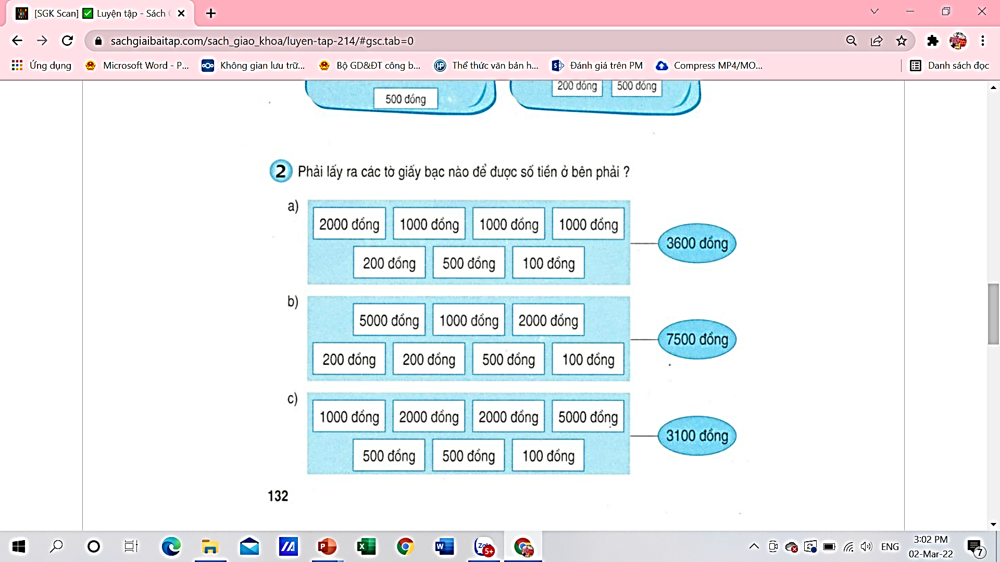 [SGK Scan] ✅ Luyện tập - Sách
sachgiaibaitap.com/sach_giao_khoa/luyen-tap-214/#gsc.tab=0
Ứng dụng Microsoft Word - P... Không gian lưu trữ... Bộ GD&ĐT công b... Thể thức văn bản h... Đánh giá trên PM Compress MP4/MO... Danh sách đọc
200 đồng 500 đồng
500 đồng
2 Phải lấy ra các tờ giấy bạc nào để được số tiền ở bên phải ?
a)
2000 đồng 1000 đồng 1000 đồng 1000 đồng
3600 đồng
200 đồng 500 đồng 100 đồng
b)
5000 đồng 1000 đồng 2000 đồng
7500 đồng
200 đồng 200 đồng 500 đồng 100 đồng
c)
1000 đồng 2000 đồng 2000 đồng 5000 đồng
3100 đồng
500 đồng 500 đồng 100 đồng
132
Zalo 5+
ENG
3:02 PM
02-Mar-22
7